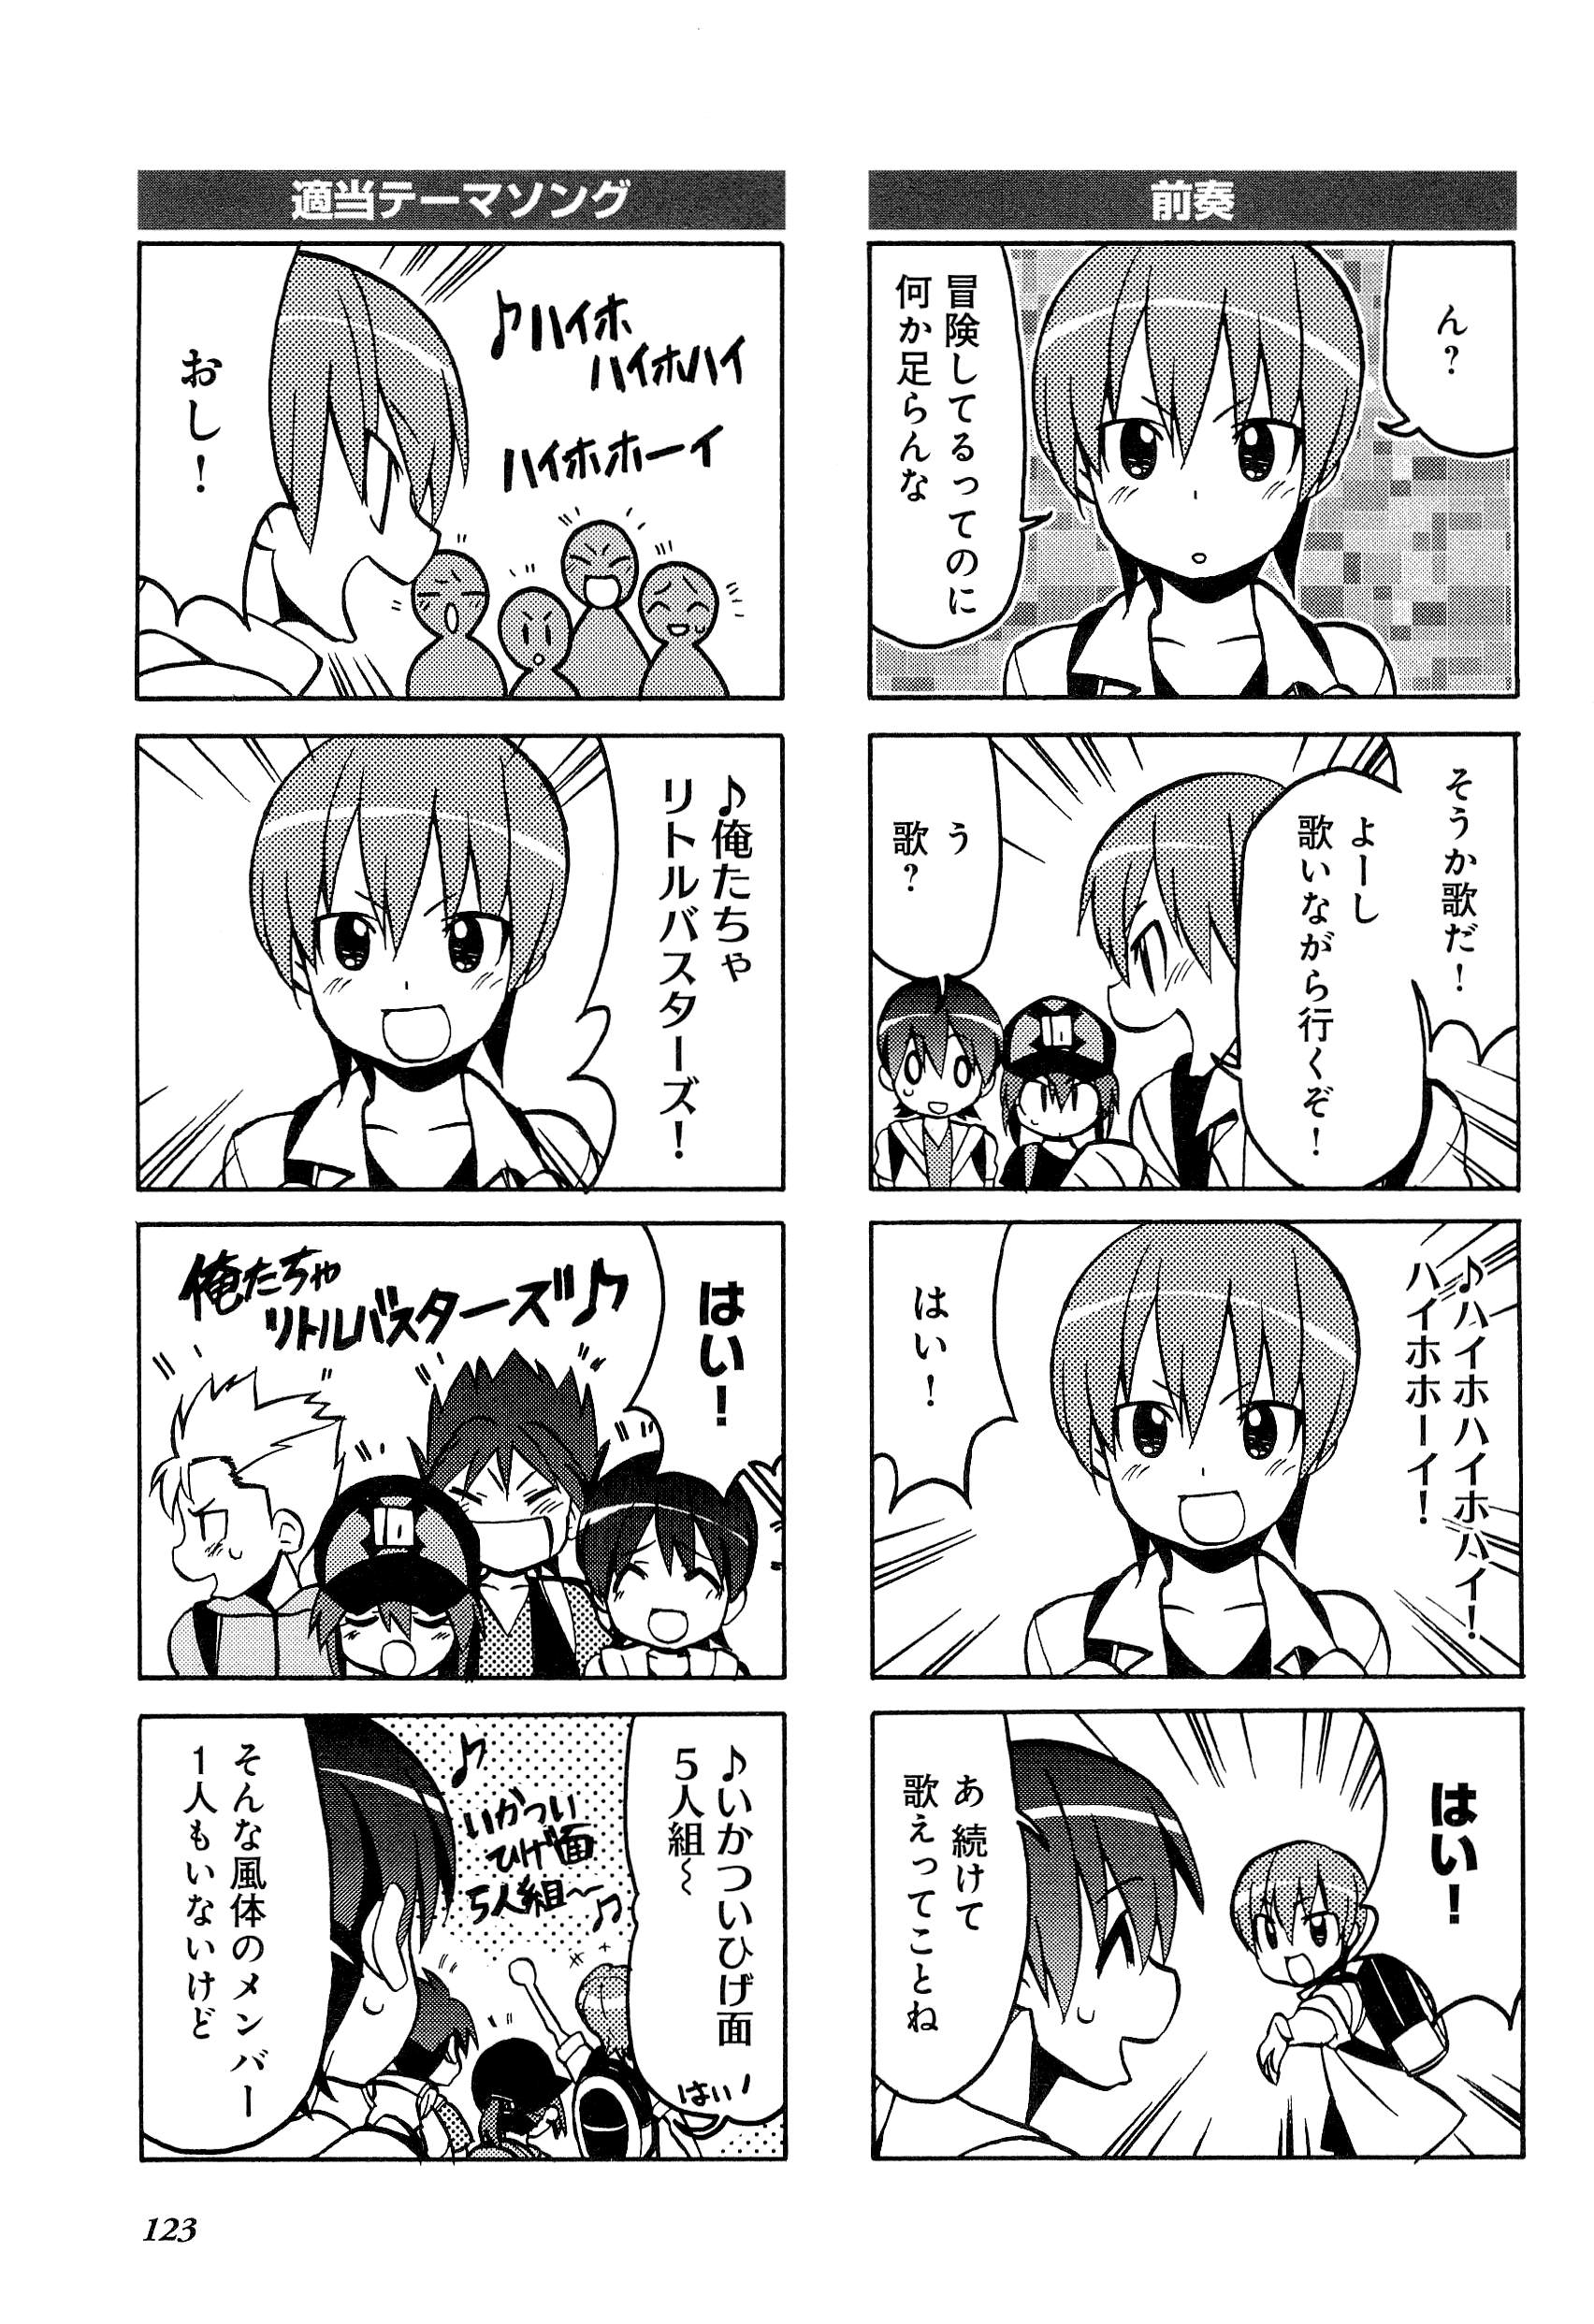 前奏
ん？
冒険してるってのに
何か足らんな
そうか歌だ！
よーし
歌いながら行くぞ！
う
歌？
♪ハイホハイホハイ！
ハイホホーイ！
はい！
はい！
あ 続けて
歌えってことね
適当テーマソング
♪ハイホ
ハイホハイ
ハイホホーイ
おし！
♪俺たちゃ
リトルバスターズ！
はい！
俺たちゃ
リトルバスターズ♪
♪いかついひげ面
5人組〜
はい！
♪
いかつい
ひげ面
5人組〜♫
そんな風体のメンバー
1人もいないけど
123